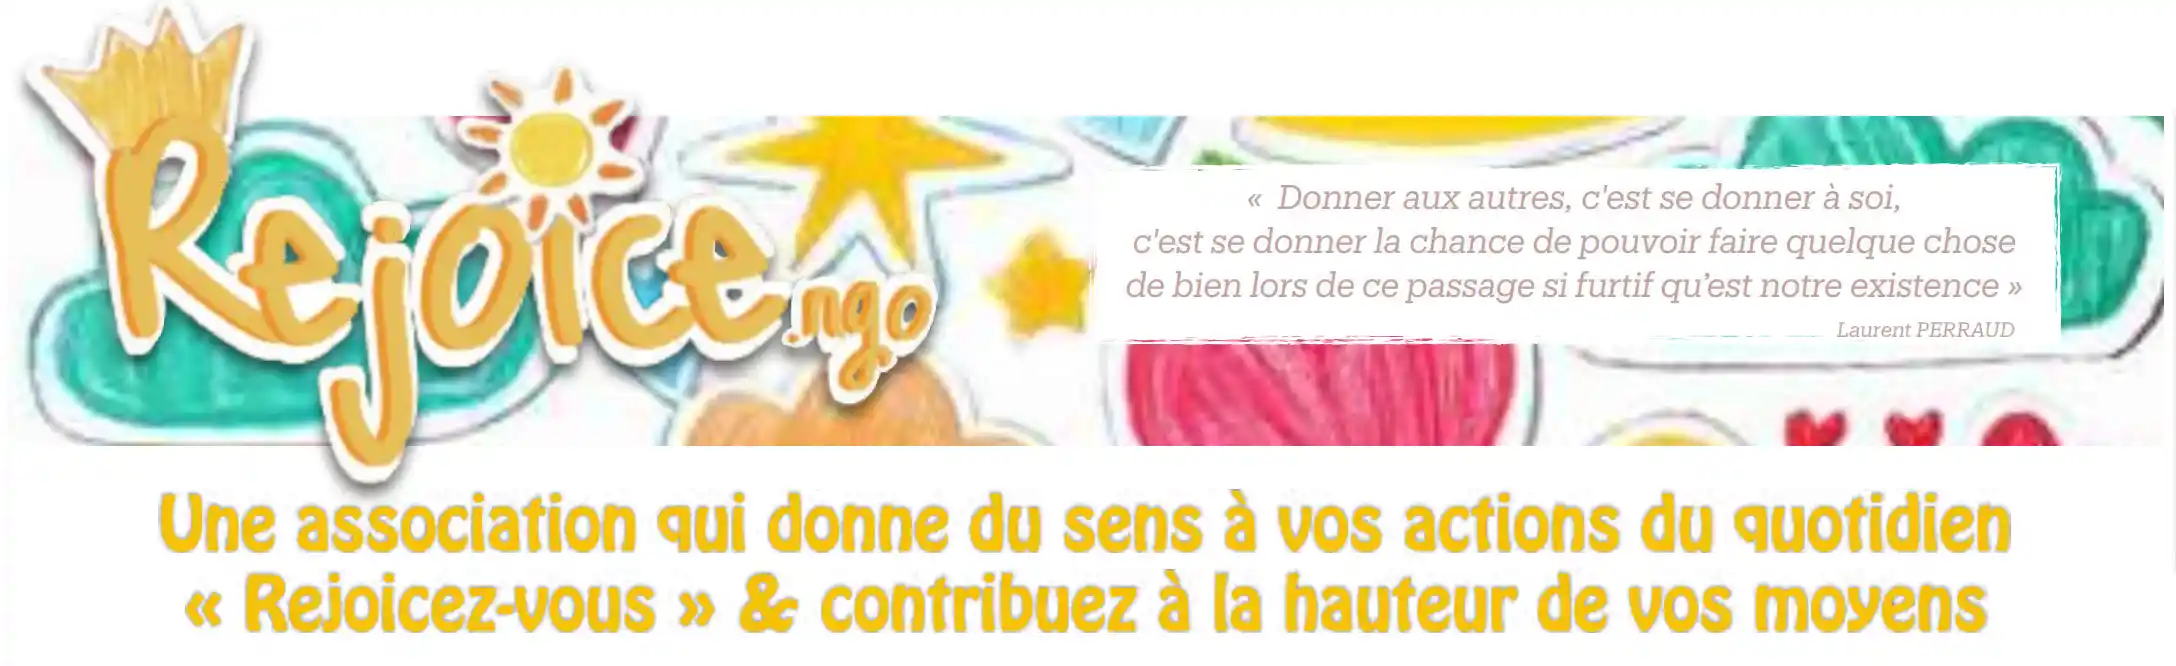 Rejoice.ngo
« Donner aux autres, c'est se donner à soi,
c'est se donner la chance de pouvoir faire quelque chose
de bien lors de ce passage si furtif qu’est notre existence »
Laurent PERRAUD
Une association qui donne du sens à vos actions du quotidien
« Rejoicez-vous » & contribuez à la hauteur de vos moyens